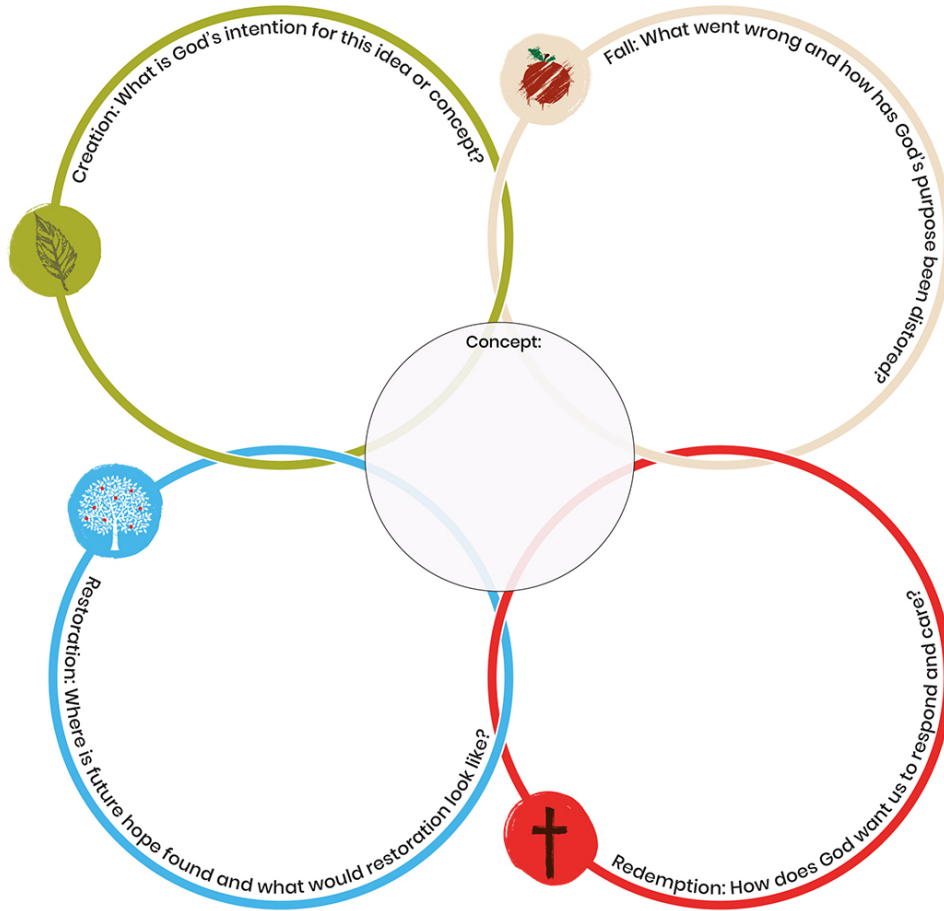 Creation: What is God's intention for this idea or concept?
Fall: What went wrong and how has God's purpose been distored?
Concept:
Restoration: Where is future hope found and what would restoration look like?
Redemption: How does God want us to respond and care?